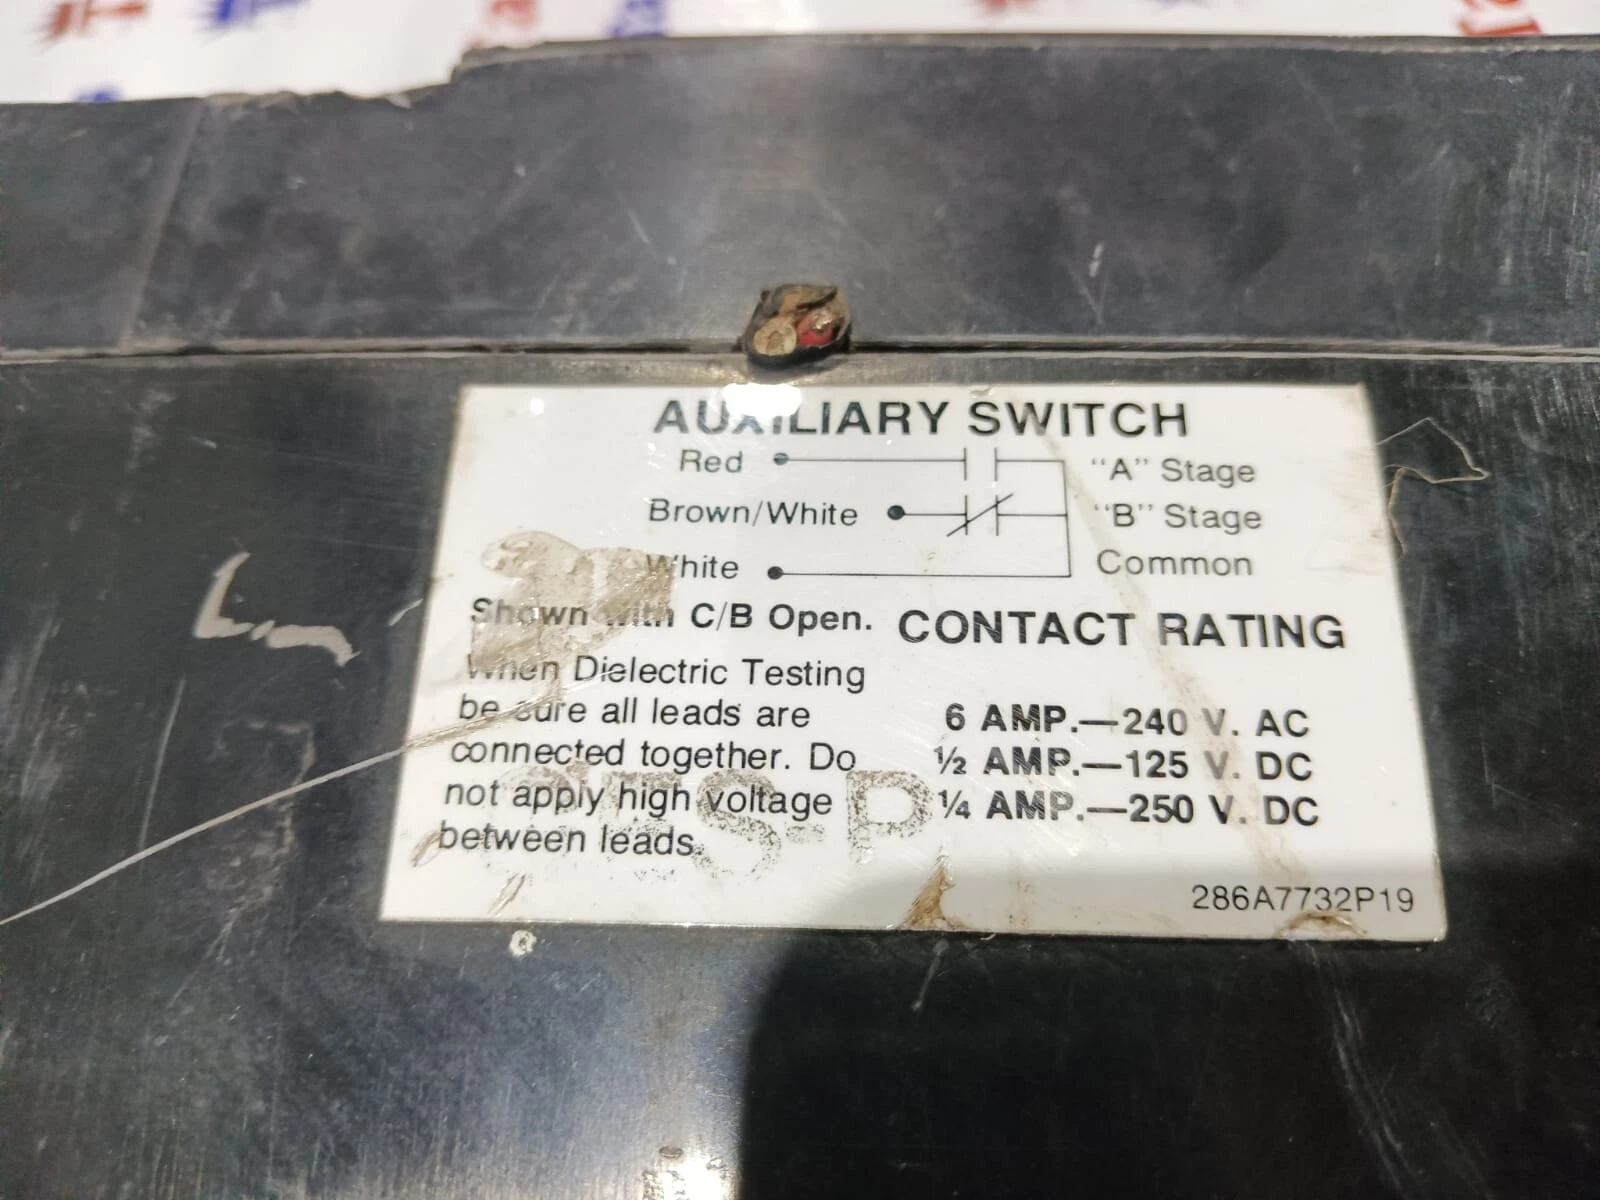 AUXILIARY SWITCH
Red "A" Stage
Brown/White "B" Stage
White Common
Shown with C/B Open.
When Dielectric Testing
be sure all leads are
connected together. Do
not apply high voltage
between leads.
CONTACT RATING
6 AMP.—240 V. AC
½ AMP.—125 V. DC
¼ AMP.—250 V. DC
286A7732P19